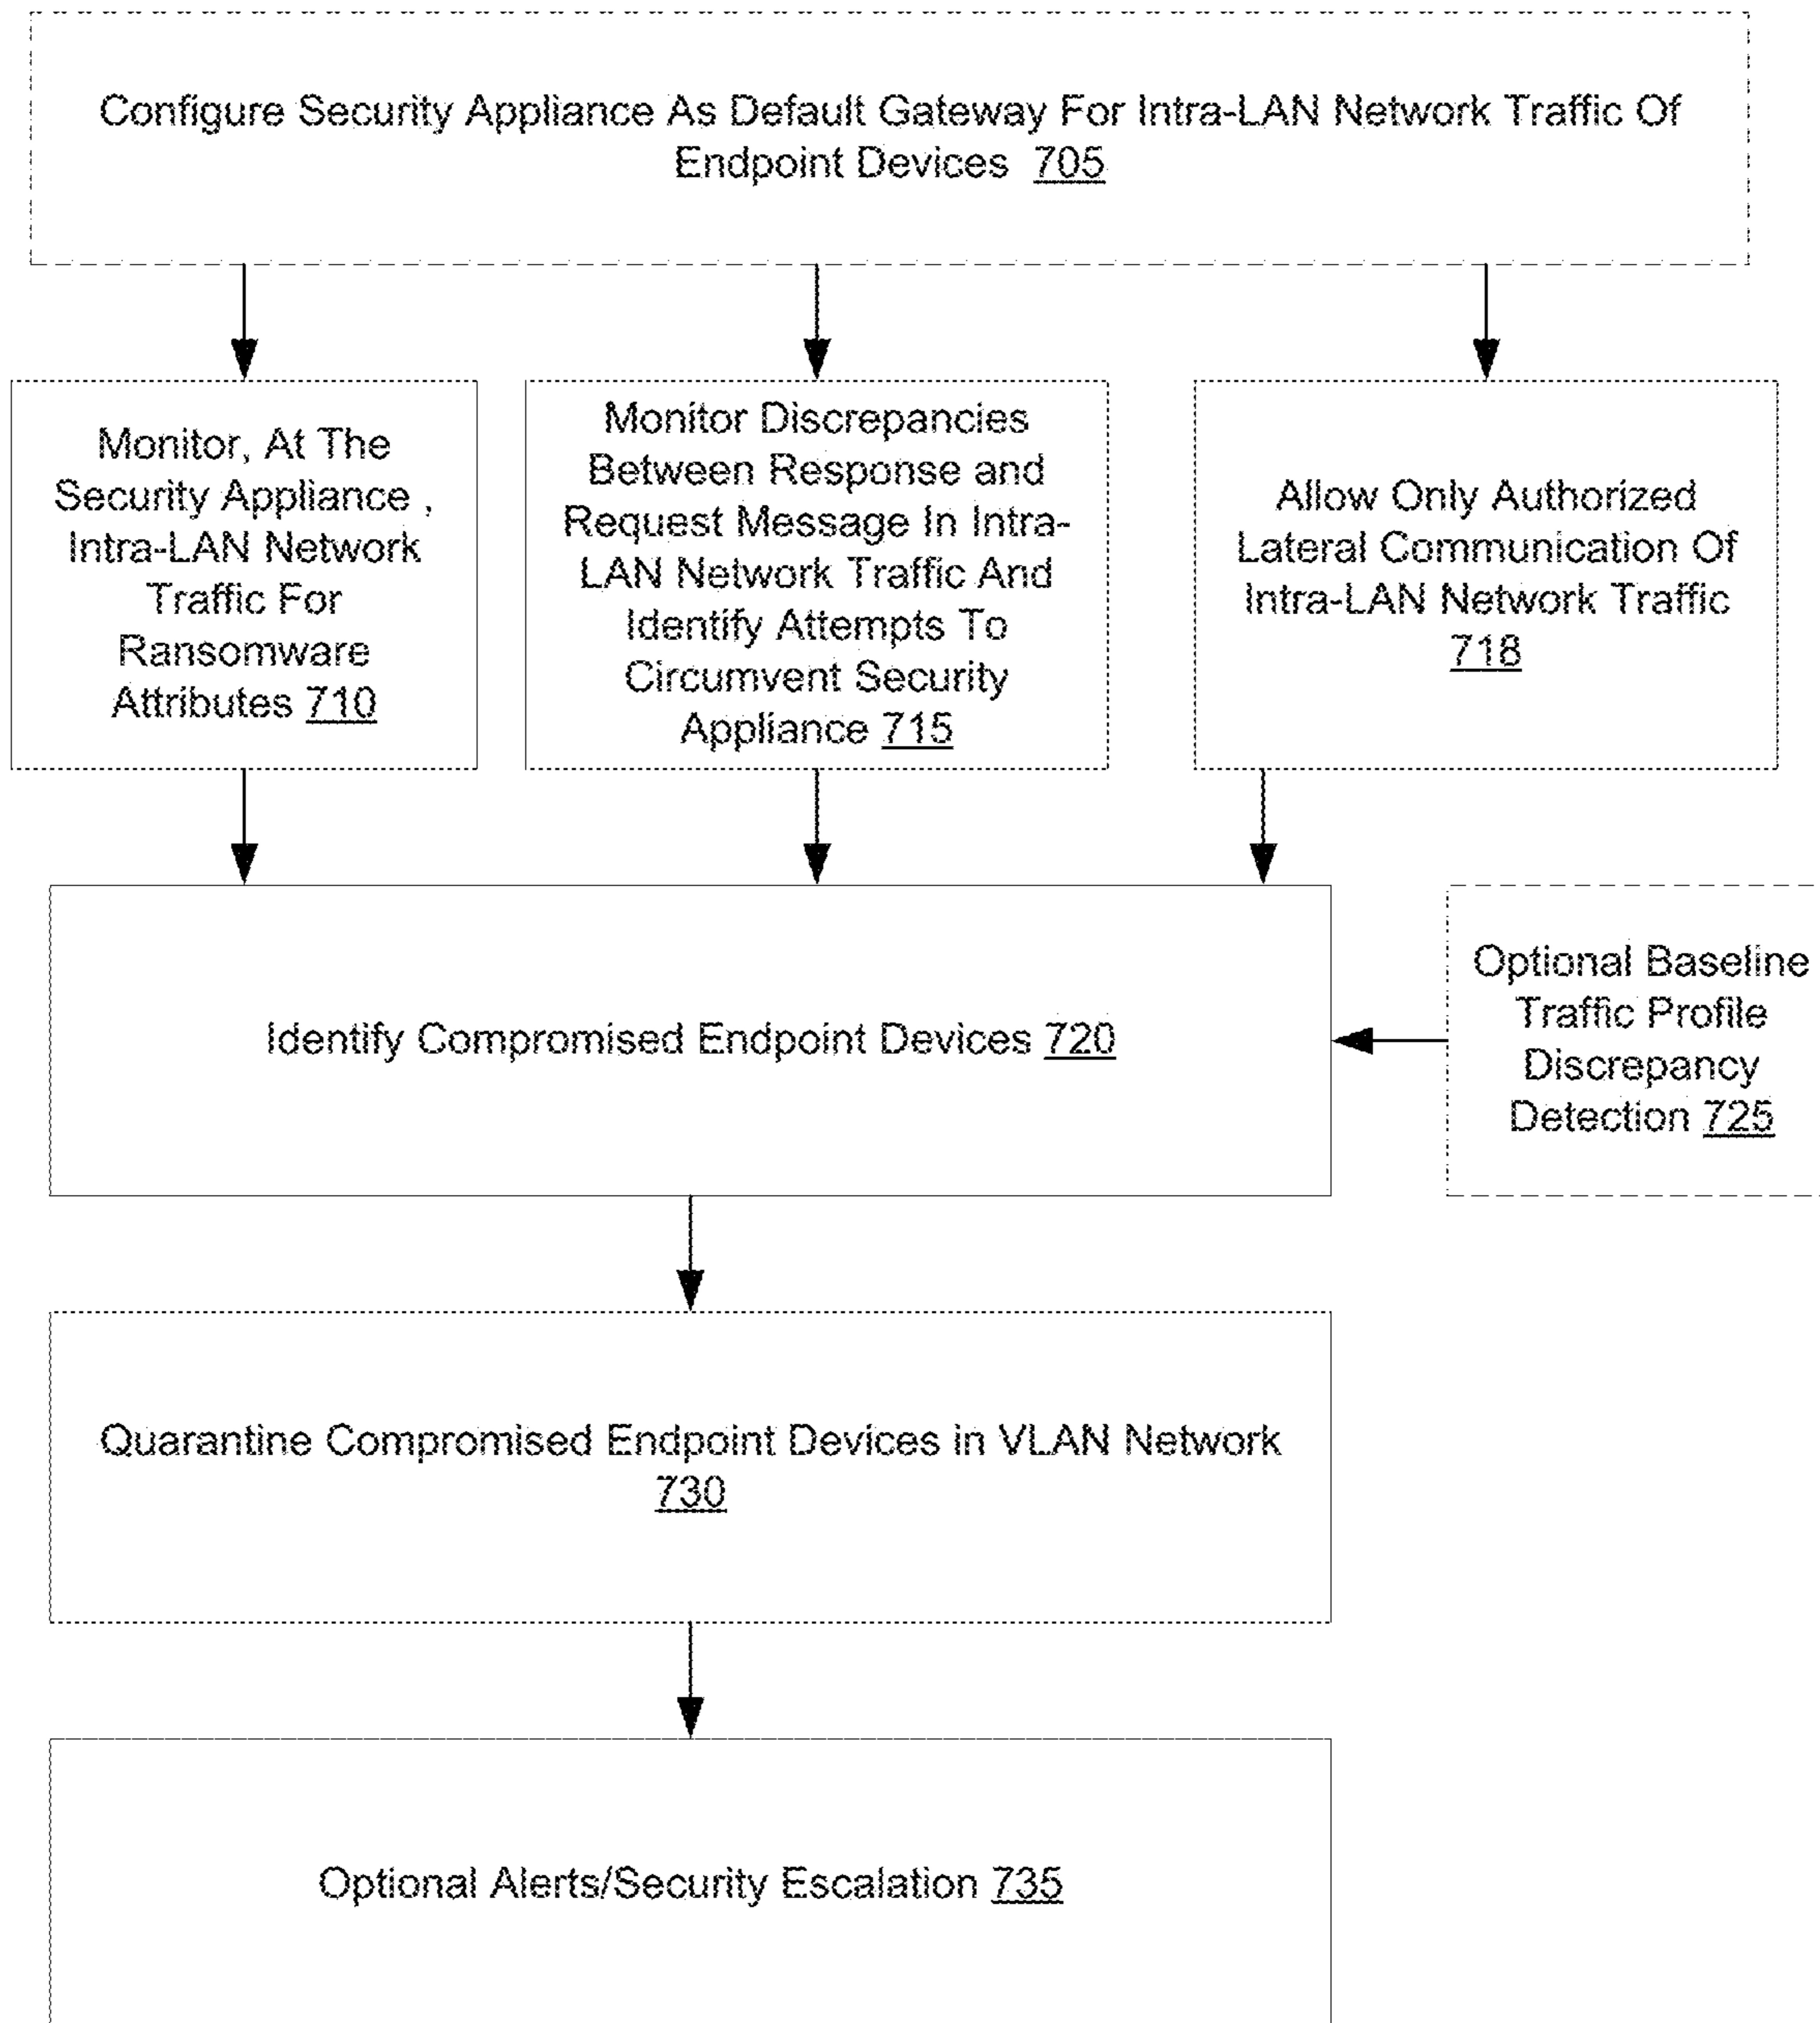 Configure Security Appliance As Default Gateway For Intra-LAN Network Traffic Of
Endpoint Devices 705
Monitor, At The
Security Appliance ,
Intra-LAN Network
Traffic For
Ransomware
Attributes 710
Monitor Discrepancies
Between Response and
Request Message In Intra-
LAN Network Traffic And
Identify Attempts To
Circumvent Security
Appliance 715
Allow Only Authorized
Lateral Communication Of
Intra-LAN Network Traffic
718
Identify Compromised Endpoint Devices 720
Optional Baseline
Traffic Profile
Discrepancy
Detection 725
Quarantine Compromised Endpoint Devices in VLAN Network
730
Optional Alerts/Security Escalation 735